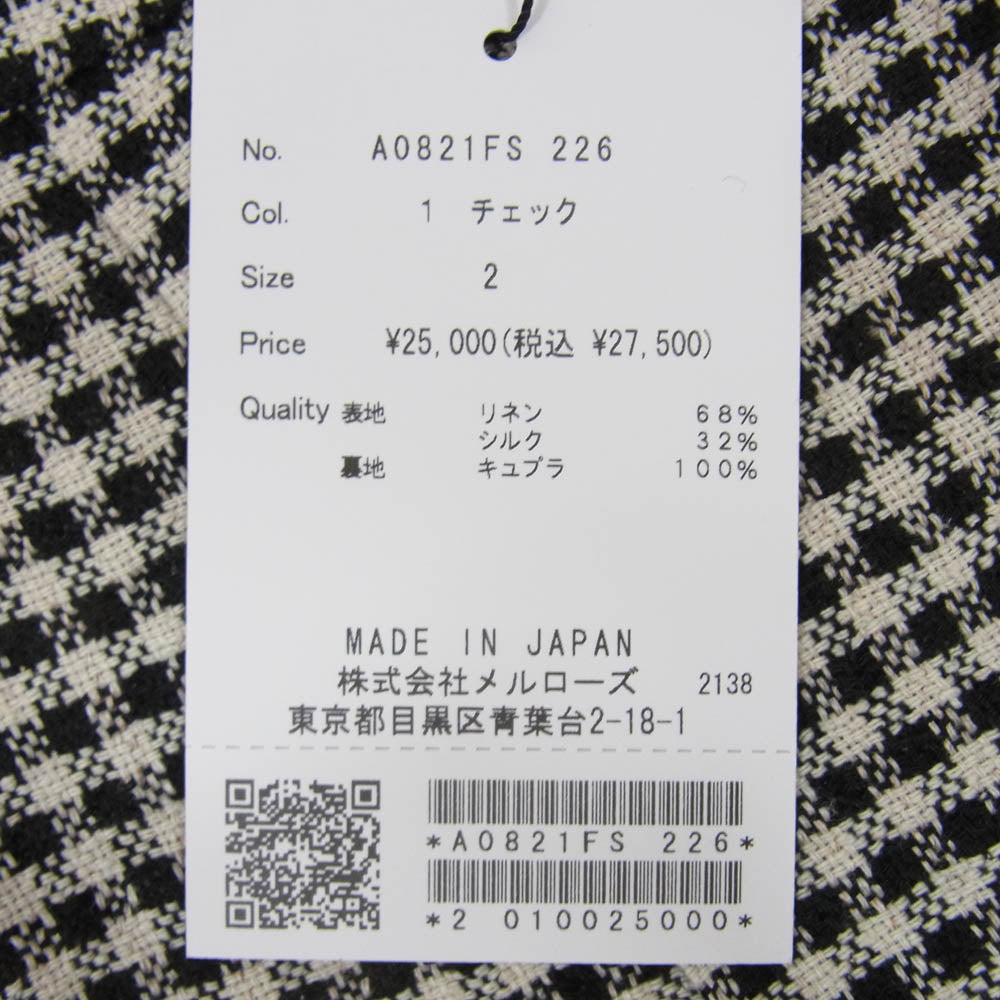 No. A0821FS 226
Col. 1 チェック
Size 2
Price ¥25,000(税込 ¥27,500)
Quality 表地 リネン 68%
シルク 32%
裏地 キュプラ 100%
MADE IN JAPAN
株式会社メルローズ 2138
東京都目黒区青葉台2-18-1
*A0821FS 226*
*2 010025000*